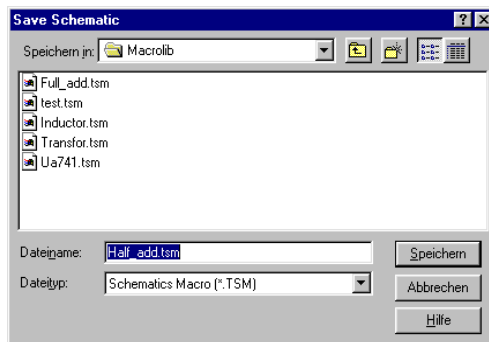 Save Schematic
Speichern in: Macrolib
Full_add.tsm
test.tsm
Inductor.tsm
Transfor.tsm
Ua741.tsm
Dateiname: Half_add.tsm Speichern
Dateityp: Schematics Macro (*.TSM) Abbrechen
Hilfe